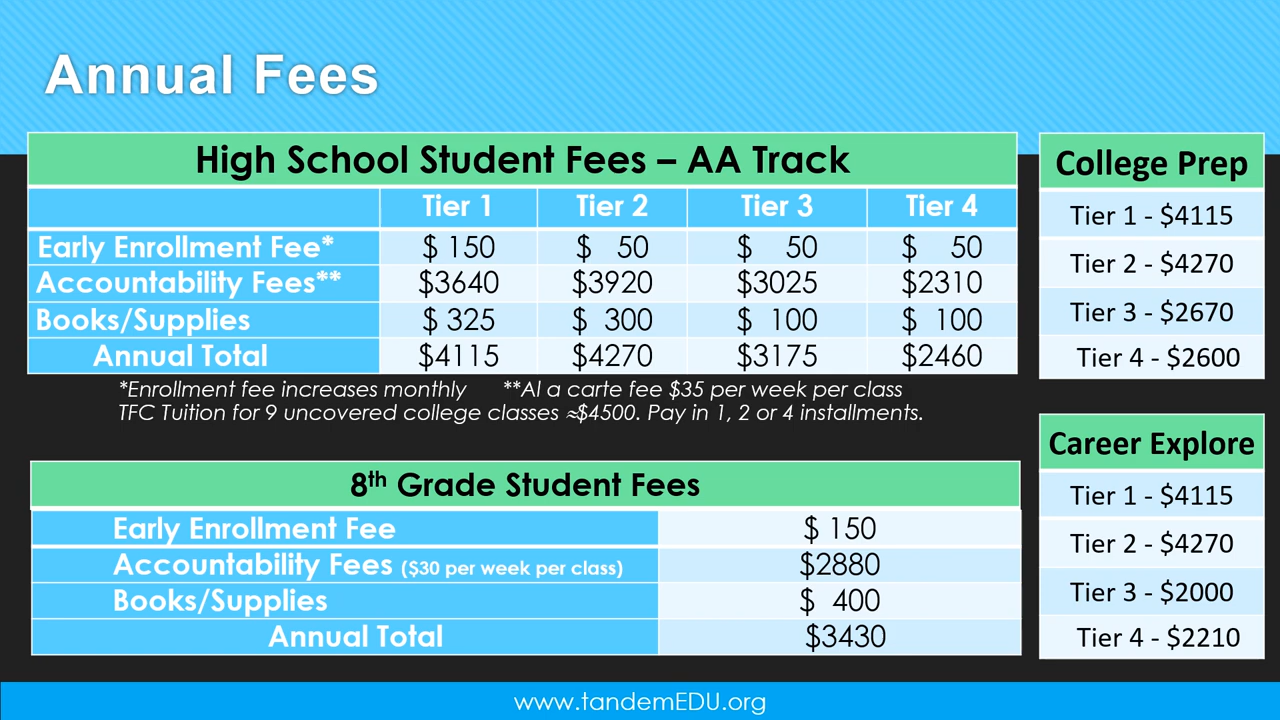 Annual Fees
High School Student Fees – AA Track
Tier 1 Tier 2 Tier 3 Tier 4
Early Enrollment Fee* $ 150 $ 50 $ 50 $ 50
Accountability Fees** $3640 $3920 $3025 $2310
Books/Supplies $ 325 $ 300 $ 100 $ 100
Annual Total $4115 $4270 $3175 $2460
*Enrollment fee increases monthly **Al a carte fee $35 per week per class
TFC Tuition for 9 uncovered college classes ≈$4500. Pay in 1, 2 or 4 installments.
8th Grade Student Fees
Early Enrollment Fee $ 150
Accountability Fees ($30 per week per class) $2880
Books/Supplies $ 400
Annual Total $3430
College Prep
Tier 1 - $4115
Tier 2 - $4270
Tier 3 - $2670
Tier 4 - $2600
Career Explore
Tier 1 - $4115
Tier 2 - $4270
Tier 3 - $2000
Tier 4 - $2210
www.tandemEDU.org